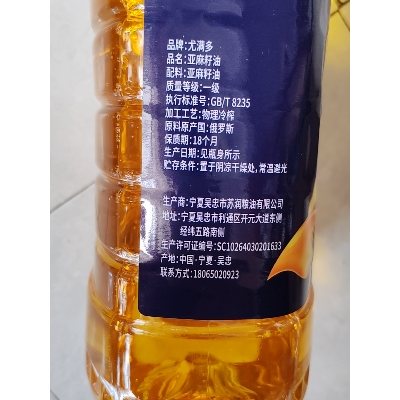 品牌：尤满多
品名：亚麻籽油
配料：亚麻籽油
质量等级：一级
执行标准号：GB/T 8235
加工工艺：物理冷榨
原料原产国：俄罗斯
保质期：18个月
生产日期：见瓶身所示
贮存条件：置于阴凉干燥处，常温避光
生产商：宁夏吴忠市苏润粮油有限公司
地址：宁夏吴忠市利通区开元大道东侧
经纬五路南侧
生产许可证编号：SC10264030201633
产地：中国·宁夏·吴忠
联系方式：18065020923